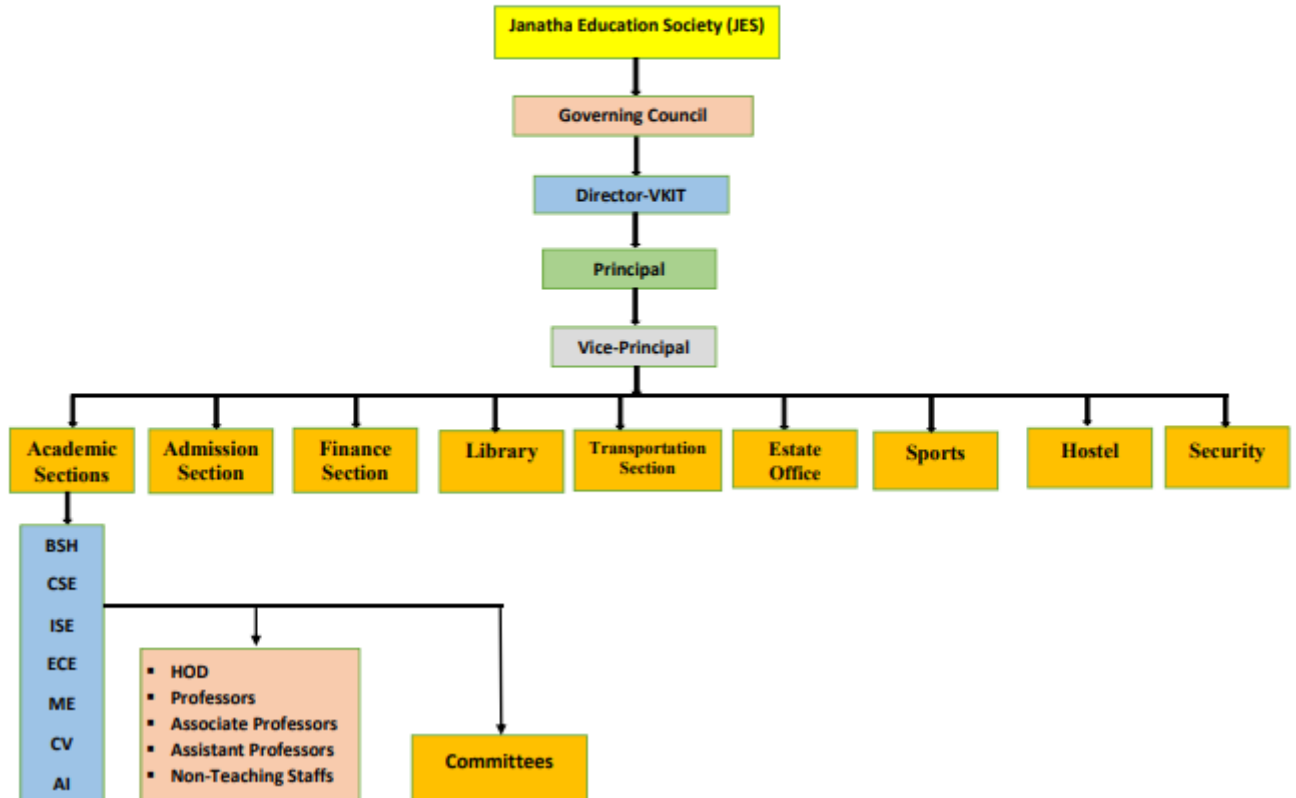 Janatha Education Society (JES)
Governing Council
Director-VKIT
Principal
Vice-Principal
Academic
Sections
Admission
Section
Finance
Section
Library
Transportation
Section
Estate
Office
Sports
Hostel
Security
BSH
CSE
ISE
ECE
ME
CV
AI
▪ HOD
▪ Professors
▪ Associate Professors
▪ Assistant Professors
▪ Non-Teaching Staffs
Committees